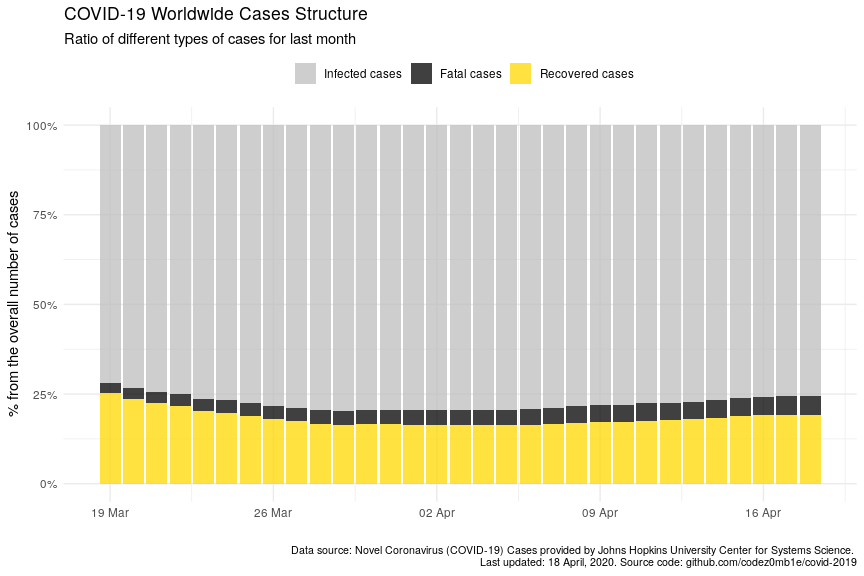 COVID-19 Worldwide Cases Structure
Ratio of different types of cases for last month
Infected cases
Fatal cases
Recovered cases
% from the overall number of cases
100%
75%
50%
25%
0%
19 Mar
26 Mar
02 Apr
09 Apr
16 Apr
Data source: Novel Coronavirus (COVID-19) Cases provided by Johns Hopkins University Center for Systems Science.
Last updated: 18 April, 2020. Source code: github.com/codez0mb1e/covid-2019